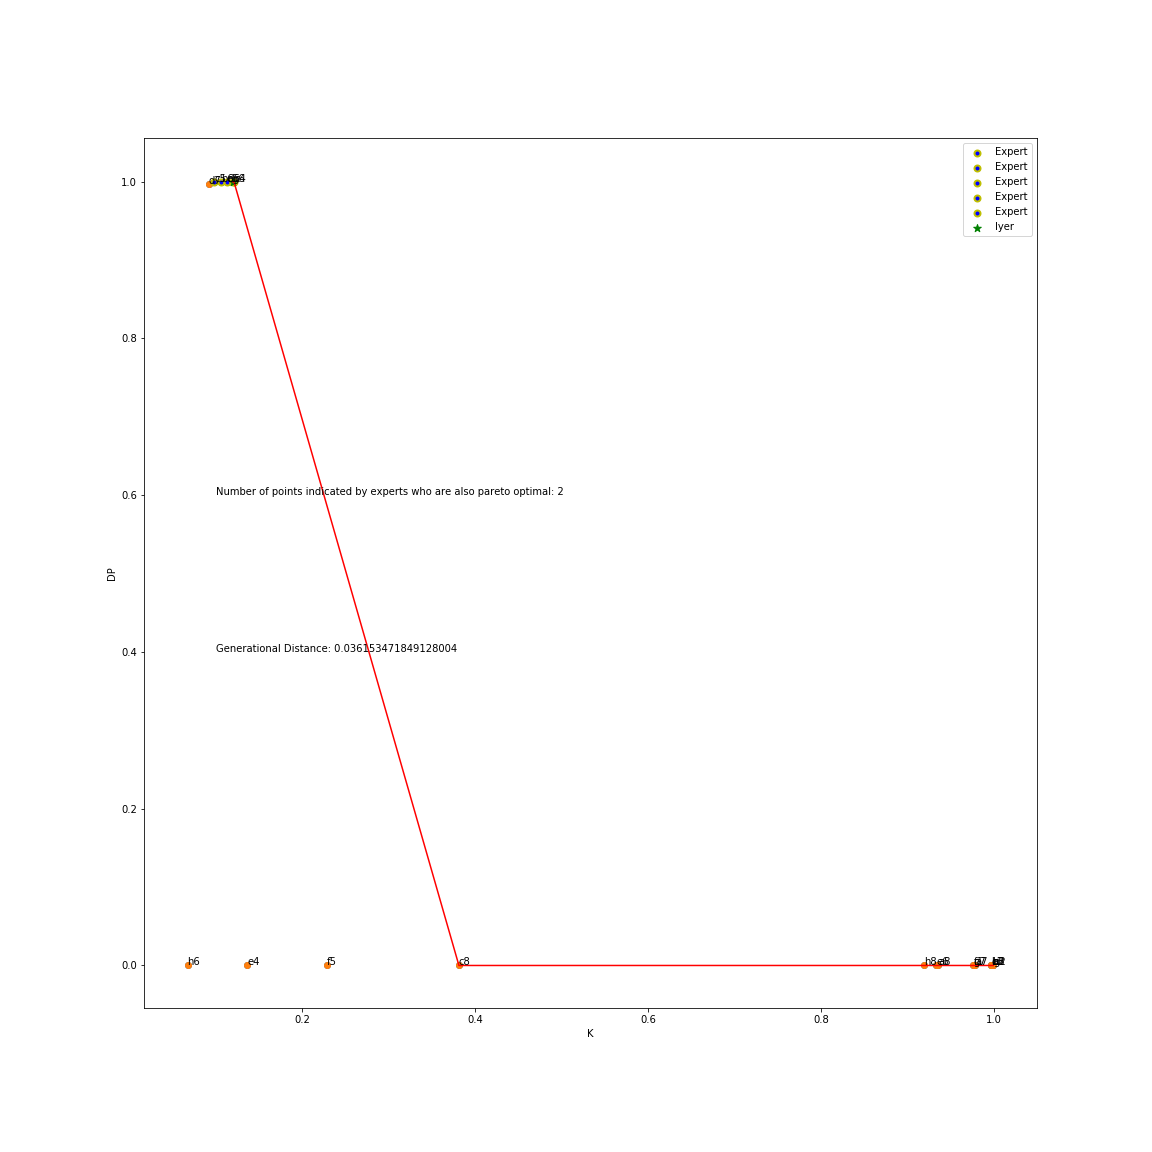 Expert
Expert
Expert
Expert
Expert
Iyer
1.0
0.8
Number of points indicated by experts who are also pareto optimal: 2
0.6
DP
Generational Distance: 0.036153471849128004
0.4
0.2
0.0
h6
e4
f5
c8
h8
0.2
0.4
0.6
0.8
1.0
K